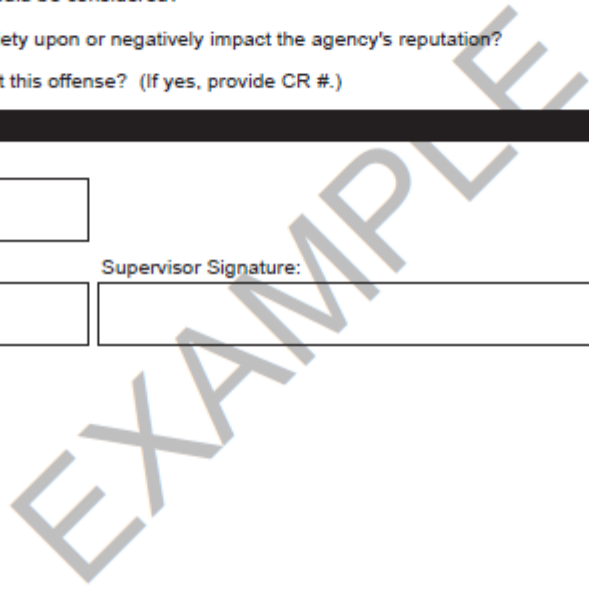 ety upon or negatively impact the agency's reputation?
t this offense? (If yes, provide CR #.)
Supervisor Signature:
EXAMPLE